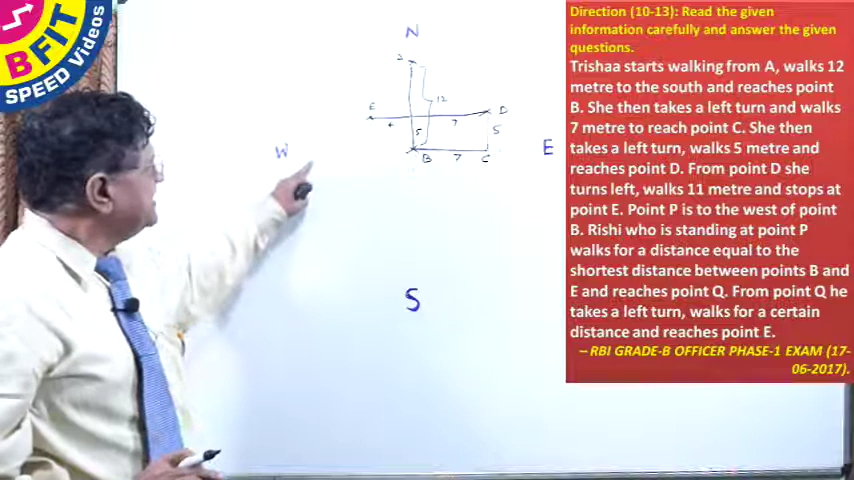 BFIT
SPEED Videos
N
12
E
D
4
7
5
5
W
B
7
C
E
S
Direction (10-13): Read the given
information carefully and answer the given
questions.
Trishaa starts walking from A, walks 12
metre to the south and reaches point
B. She then takes a left turn and walks
7 metre to reach point C. She then
takes a left turn, walks 5 metre and
reaches point D. From point D she
turns left, walks 11 metre and stops at
point E. Point P is to the west of point
B. Rishi who is standing at point P
walks for a distance equal to the
shortest distance between points B and
E and reaches point Q. From point Q he
takes a left turn, walks for a certain
distance and reaches point E.
– RBI GRADE-B OFFICER PHASE-1 EXAM (17-
06-2017).